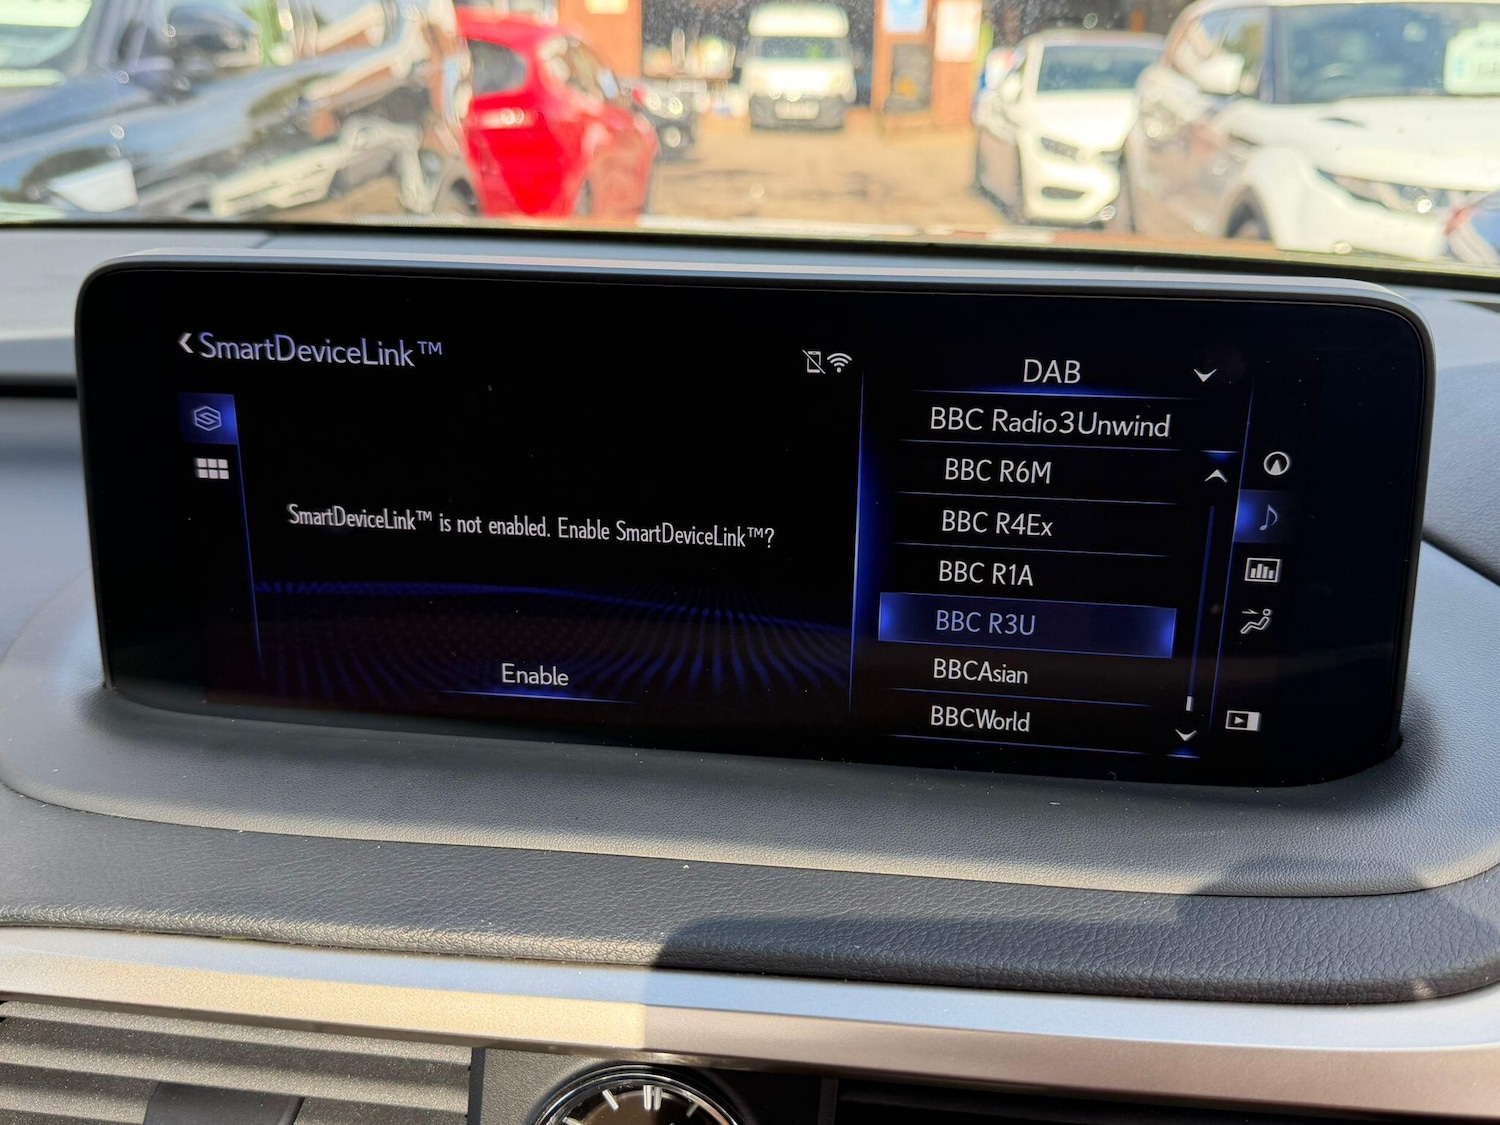 SmartDeviceLink™
SmartDeviceLink™ is not enabled. Enable SmartDeviceLink™?
Enable
DAB
BBC Radio3Unwind
BBC R6M
BBC R4Ex
BBC R1A
BBC R3U
BBCAsian
BBCWorld